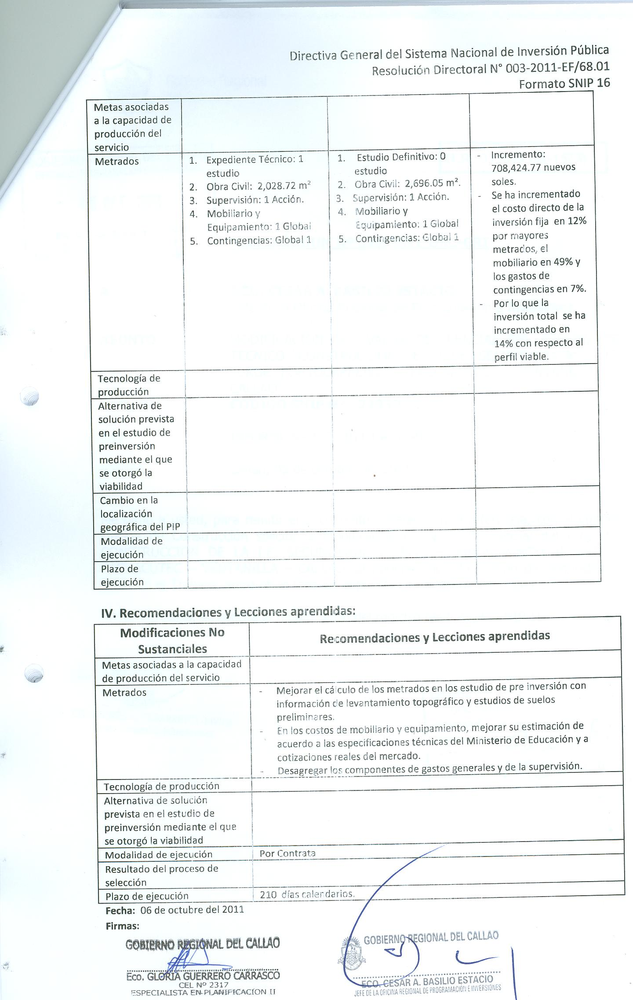 Directiva General del Sistema Nacional de Inversión Pública
Resolución Directoral N° 003-2011-EF/68.01
Formato SNIP 16
Metas asociadas
a la capacidad de
producción del
servicio
Metrados
1. Expediente Técnico: 1
estudio
2. Obra Civil: 2,028.72 m²
3. Supervisión: 1 Acción.
4. Mobiliario y
Equipamiento: 1 Global
5. Contingencias: Global 1
1. Estudio Definitivo: 0
estudio
2. Obra Civil: 2,696.05 m².
3. Supervisión: 1 Acción.
4. Mobiliario y
Equipamiento: 1 Global
5. Contingencias: Global 1
- Incremento:
708,424.77 nuevos
soles.
- Se ha incrementado
el costo directo de la
inversión fija en 12%
por mayores
metrados, el
mobiliario en 49% y
los gastos de
contingencias en 7%.
- Por lo que la
inversión total se ha
incrementado en
14% con respecto al
perfil viable.
Tecnología de
producción
Alternativa de
solución prevista
en el estudio de
preinversión
mediante el que
se otorgó la
viabilidad
Cambio en la
localización
geográfica del PIP
Modalidad de
ejecución
Plazo de
ejecución
IV. Recomendaciones y Lecciones aprendidas:
Modificaciones No
Sustanciales
Recomendaciones y Lecciones aprendidas
Metas asociadas a la capacidad
de producción del servicio
Metrados
- Mejorar el cálculo de los metrados en los estudio de pre inversión con
información de levantamiento topográfico y estudios de suelos
preliminares.
- En los costos de mobiliario y equipamiento, mejorar su estimación de
acuerdo a las especificaciones técnicas del Ministerio de Educación y a
cotizaciones reales del mercado.
- Desagregar los componentes de gastos generales y de la supervisión.
Tecnología de producción
Alternativa de solución
prevista en el estudio de
preinversión mediante el que
se otorgó la viabilidad
Modalidad de ejecución
Por Contrata
Resultado del proceso de
selección
Plazo de ejecución
210 días calendarios.
Fecha: 06 de octubre del 2011
Firmas:
GOBIERNO REGIONAL DEL CALLAO
Eco. GLORIA GUERRERO CARRASCO
CEL Nº 2317
ESPECIALISTA EN PLANIFICACION II
GOBIERNO REGIONAL DEL CALLAO
ECO. CESAR A. BASILIO ESTACIO
JEFE DE LA OFICINA REGIONAL DE PROGRAMACIÓN E INVERSIONES